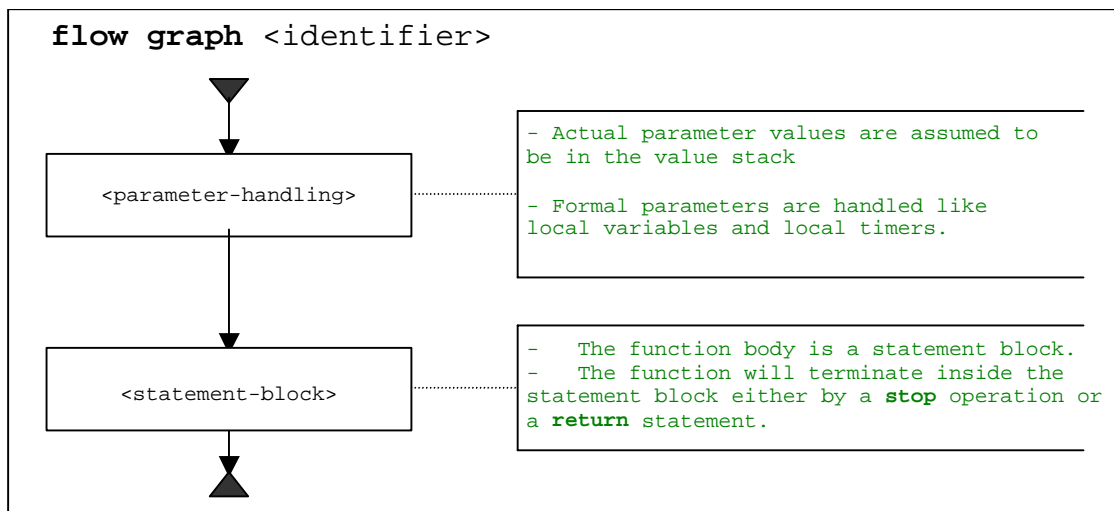 flow graph <identifier>
<parameter-handling>
- Actual parameter values are assumed to
be in the value stack
- Formal parameters are handled like
local variables and local timers.
<statement-block>
- The function body is a statement block.
- The function will terminate inside the
statement block either by a stop operation or
a return statement.